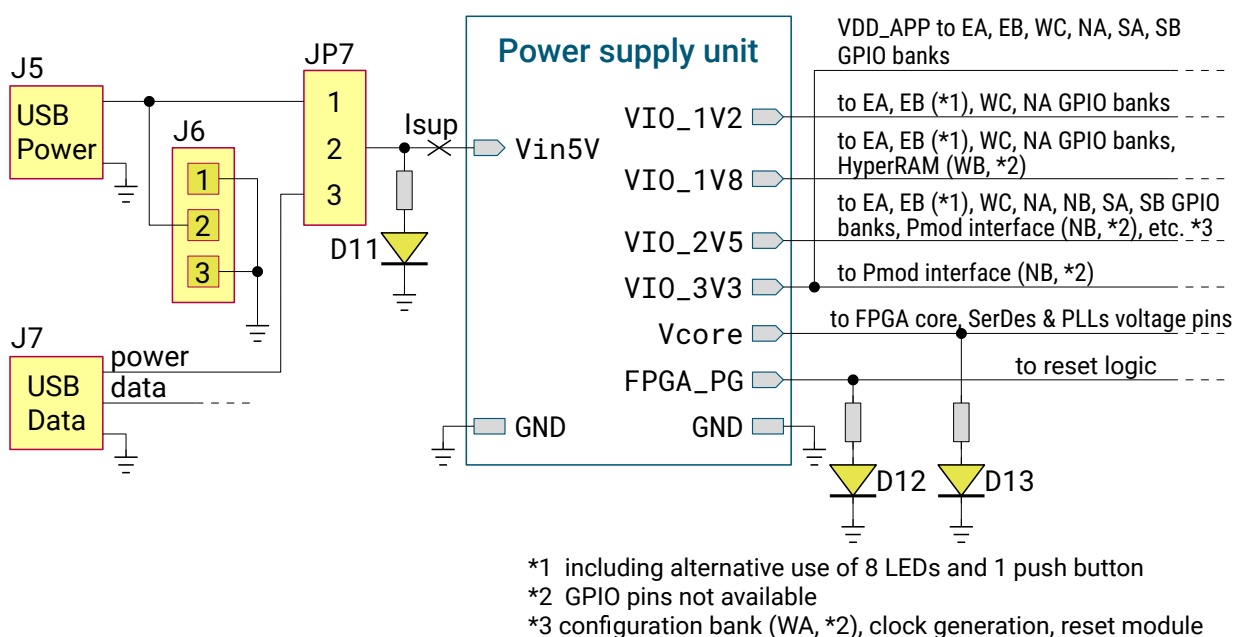 VDD_APP to EA, EB, WC, NA, SA, SB
GPIO banks
Power supply unit
J5
JP7
USB
Power
1
2
3
J6
1
2
3
Isup
Vin5V
D11
VIO_1V2
to EA, EB (*1), WC, NA GPIO banks
VIO_1V8
to EA, EB (*1), WC, NA GPIO banks,
HyperRAM (WB, *2)
VIO_2V5
to EA, EB (*1), WC, NA, NB, SA, SB GPIO
banks, Pmod interface (NB, *2), etc. *3
VIO_3V3
to Pmod interface (NB, *2)
Vcore
to FPGA core, SerDes & PLLs voltage pins
FPGA_PG
to reset logic
J7
USB
Data
power
data
GND
GND
D12
D13
*1 including alternative use of 8 LEDs and 1 push button
*2 GPIO pins not available
*3 configuration bank (WA, *2), clock generation, reset module